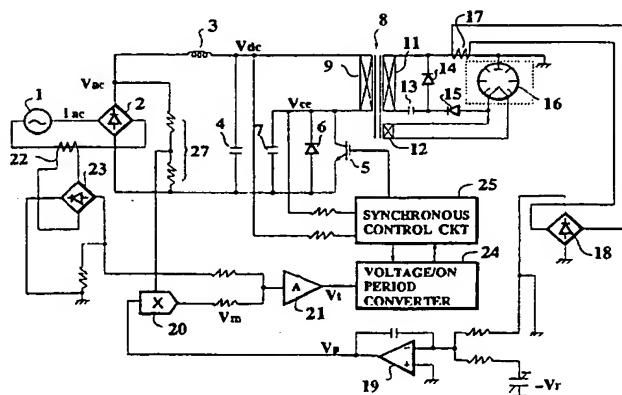 3
8
17
Vdc
11
9
14
Vac
13
15
16
1
Iac
2
Vce
6
4
7
5
12
22
27
23
25
SYNCHRONOUS
CONTROL CKT
24
18
VOLTAGE/ON
PERIOD
CONVERTER
A
Vt
21
X
20
Vm
Vp
-
+
19
-Vr